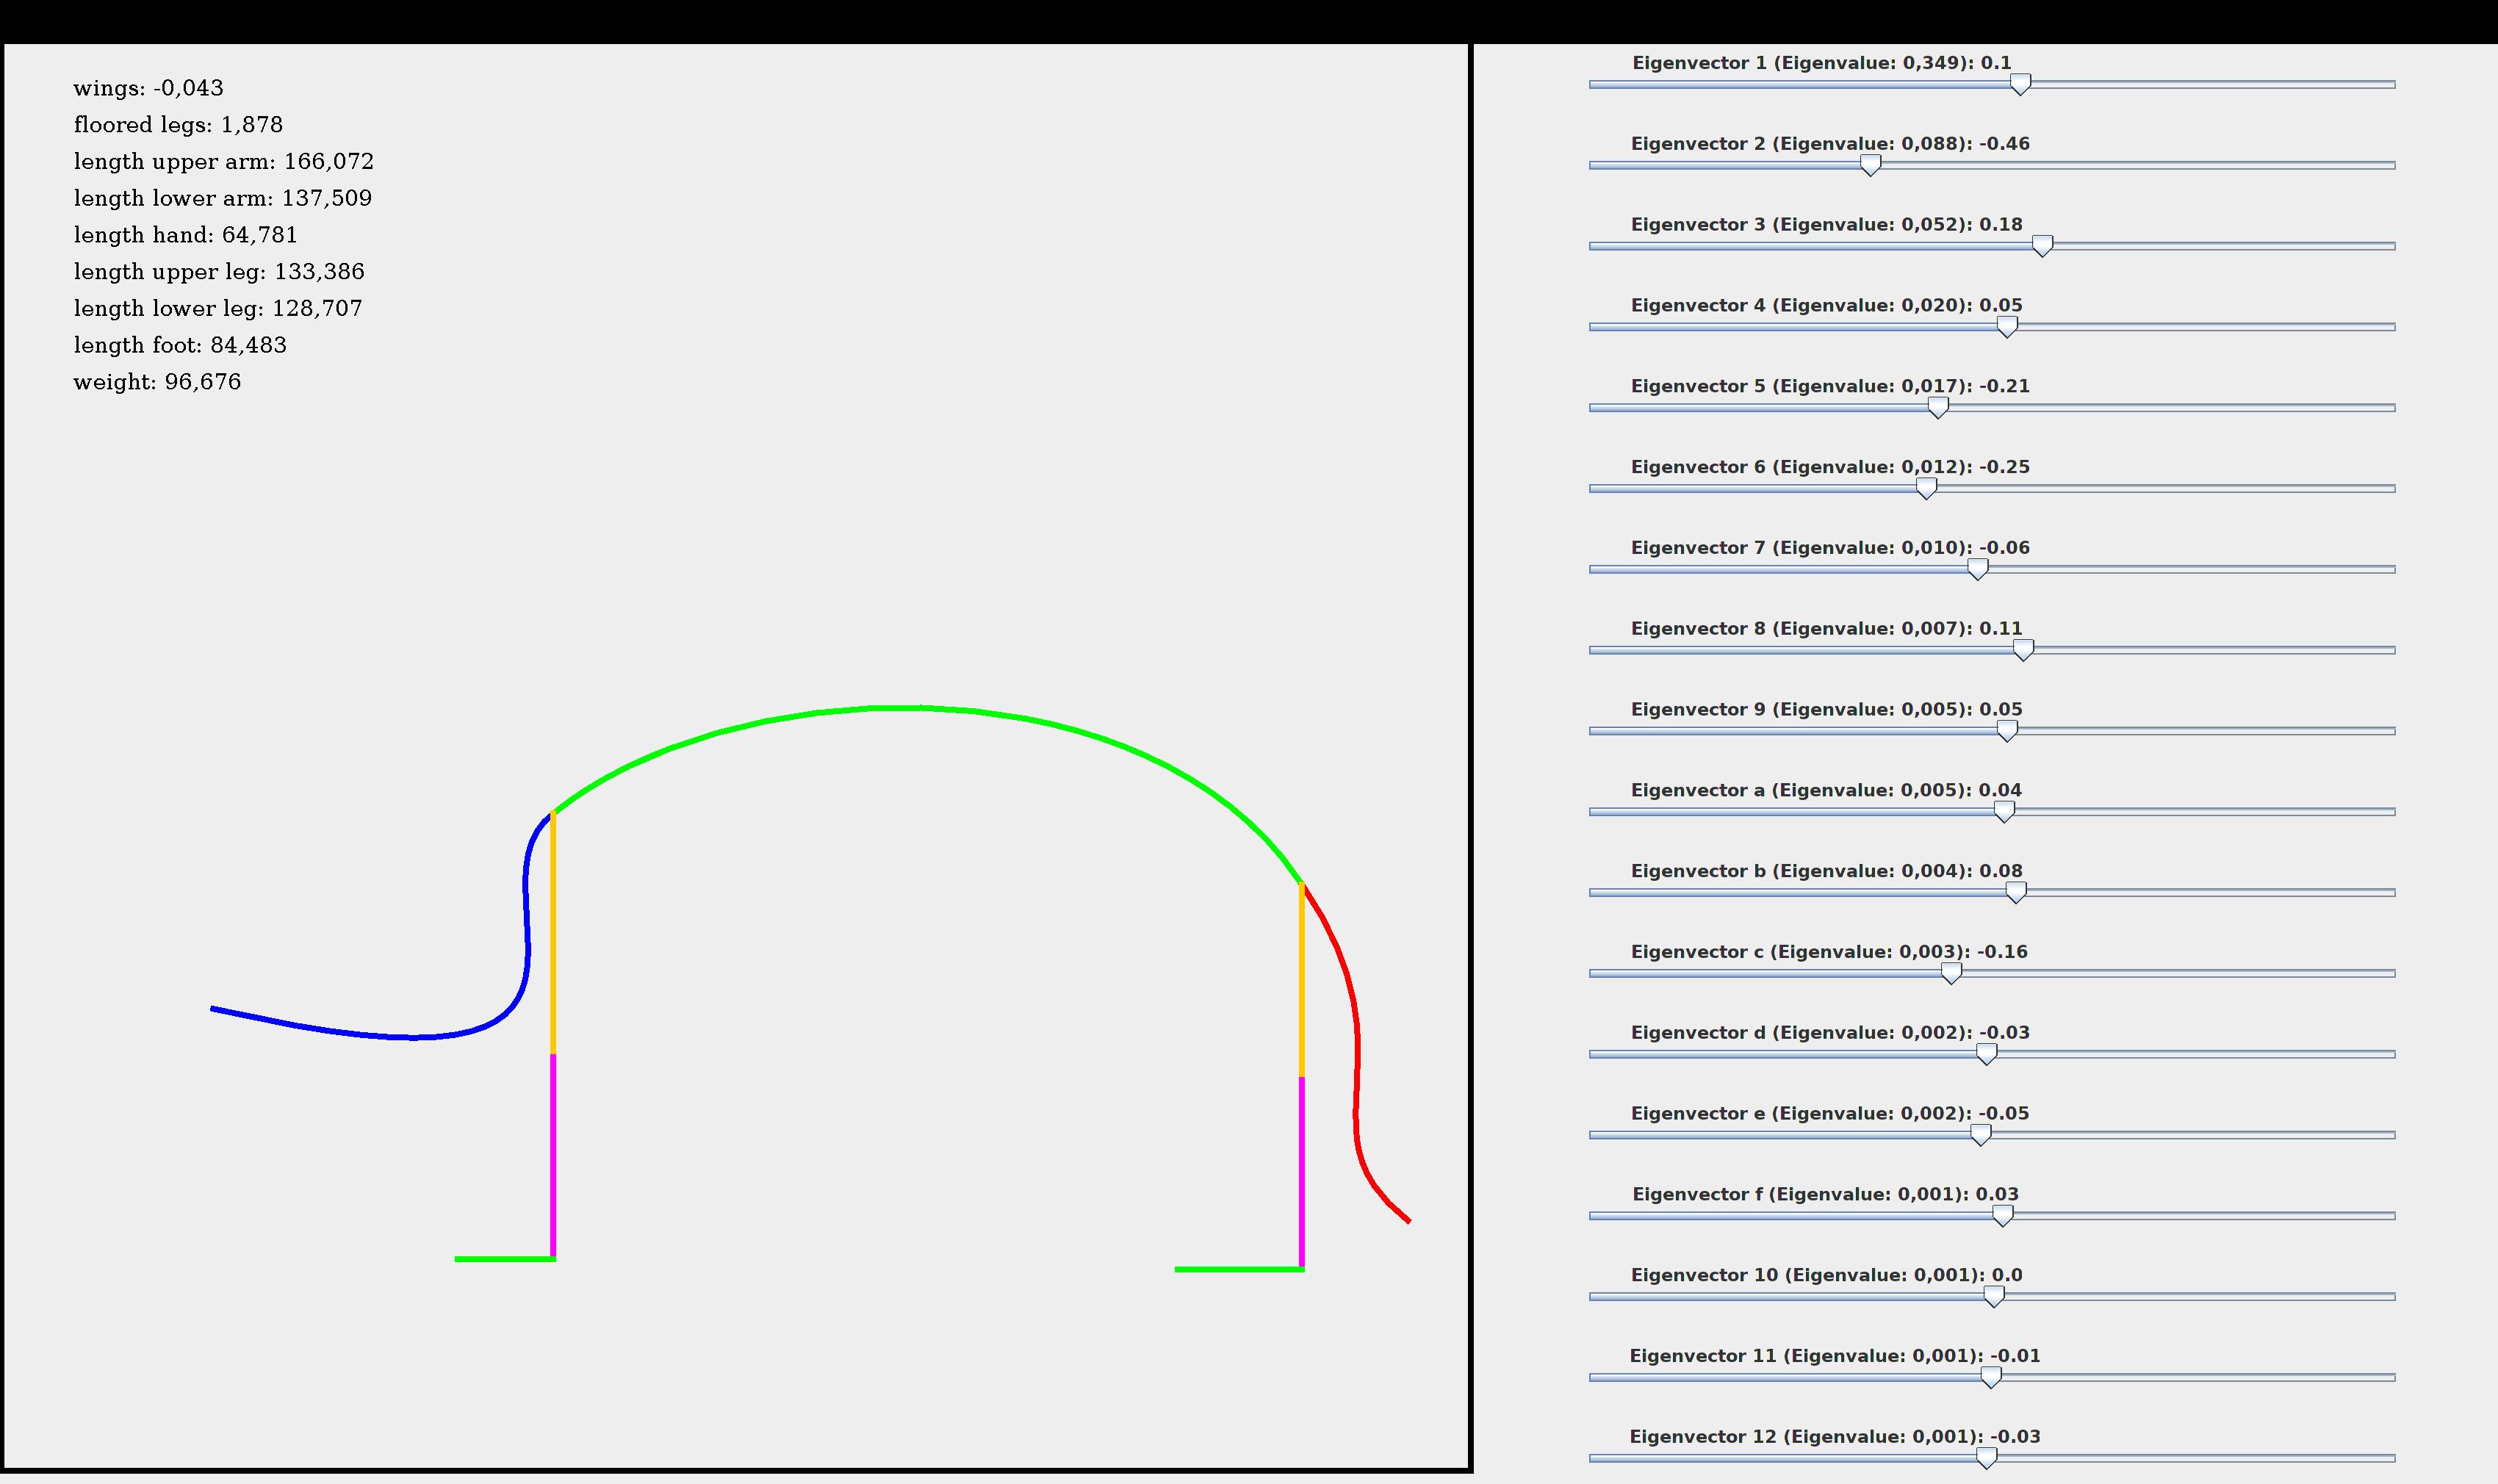 wings: -0,043
floored legs: 1,878
length upper arm: 166,072
length lower arm: 137,509
length hand: 64,781
length upper leg: 133,386
length lower leg: 128,707
length foot: 84,483
weight: 96,676
Eigenvector 1 (Eigenvalue: 0,349): 0.1
Eigenvector 2 (Eigenvalue: 0,088): -0.46
Eigenvector 3 (Eigenvalue: 0,052): 0.18
Eigenvector 4 (Eigenvalue: 0,020): 0.05
Eigenvector 5 (Eigenvalue: 0,017): -0.21
Eigenvector 6 (Eigenvalue: 0,012): -0.25
Eigenvector 7 (Eigenvalue: 0,010): -0.06
Eigenvector 8 (Eigenvalue: 0,007): 0.11
Eigenvector 9 (Eigenvalue: 0,005): 0.05
Eigenvector a (Eigenvalue: 0,005): 0.04
Eigenvector b (Eigenvalue: 0,004): 0.08
Eigenvector c (Eigenvalue: 0,003): -0.16
Eigenvector d (Eigenvalue: 0,002): -0.03
Eigenvector e (Eigenvalue: 0,002): -0.05
Eigenvector f (Eigenvalue: 0,001): 0.03
Eigenvector 10 (Eigenvalue: 0,001): 0.0
Eigenvector 11 (Eigenvalue: 0,001): -0.01
Eigenvector 12 (Eigenvalue: 0,001): -0.03